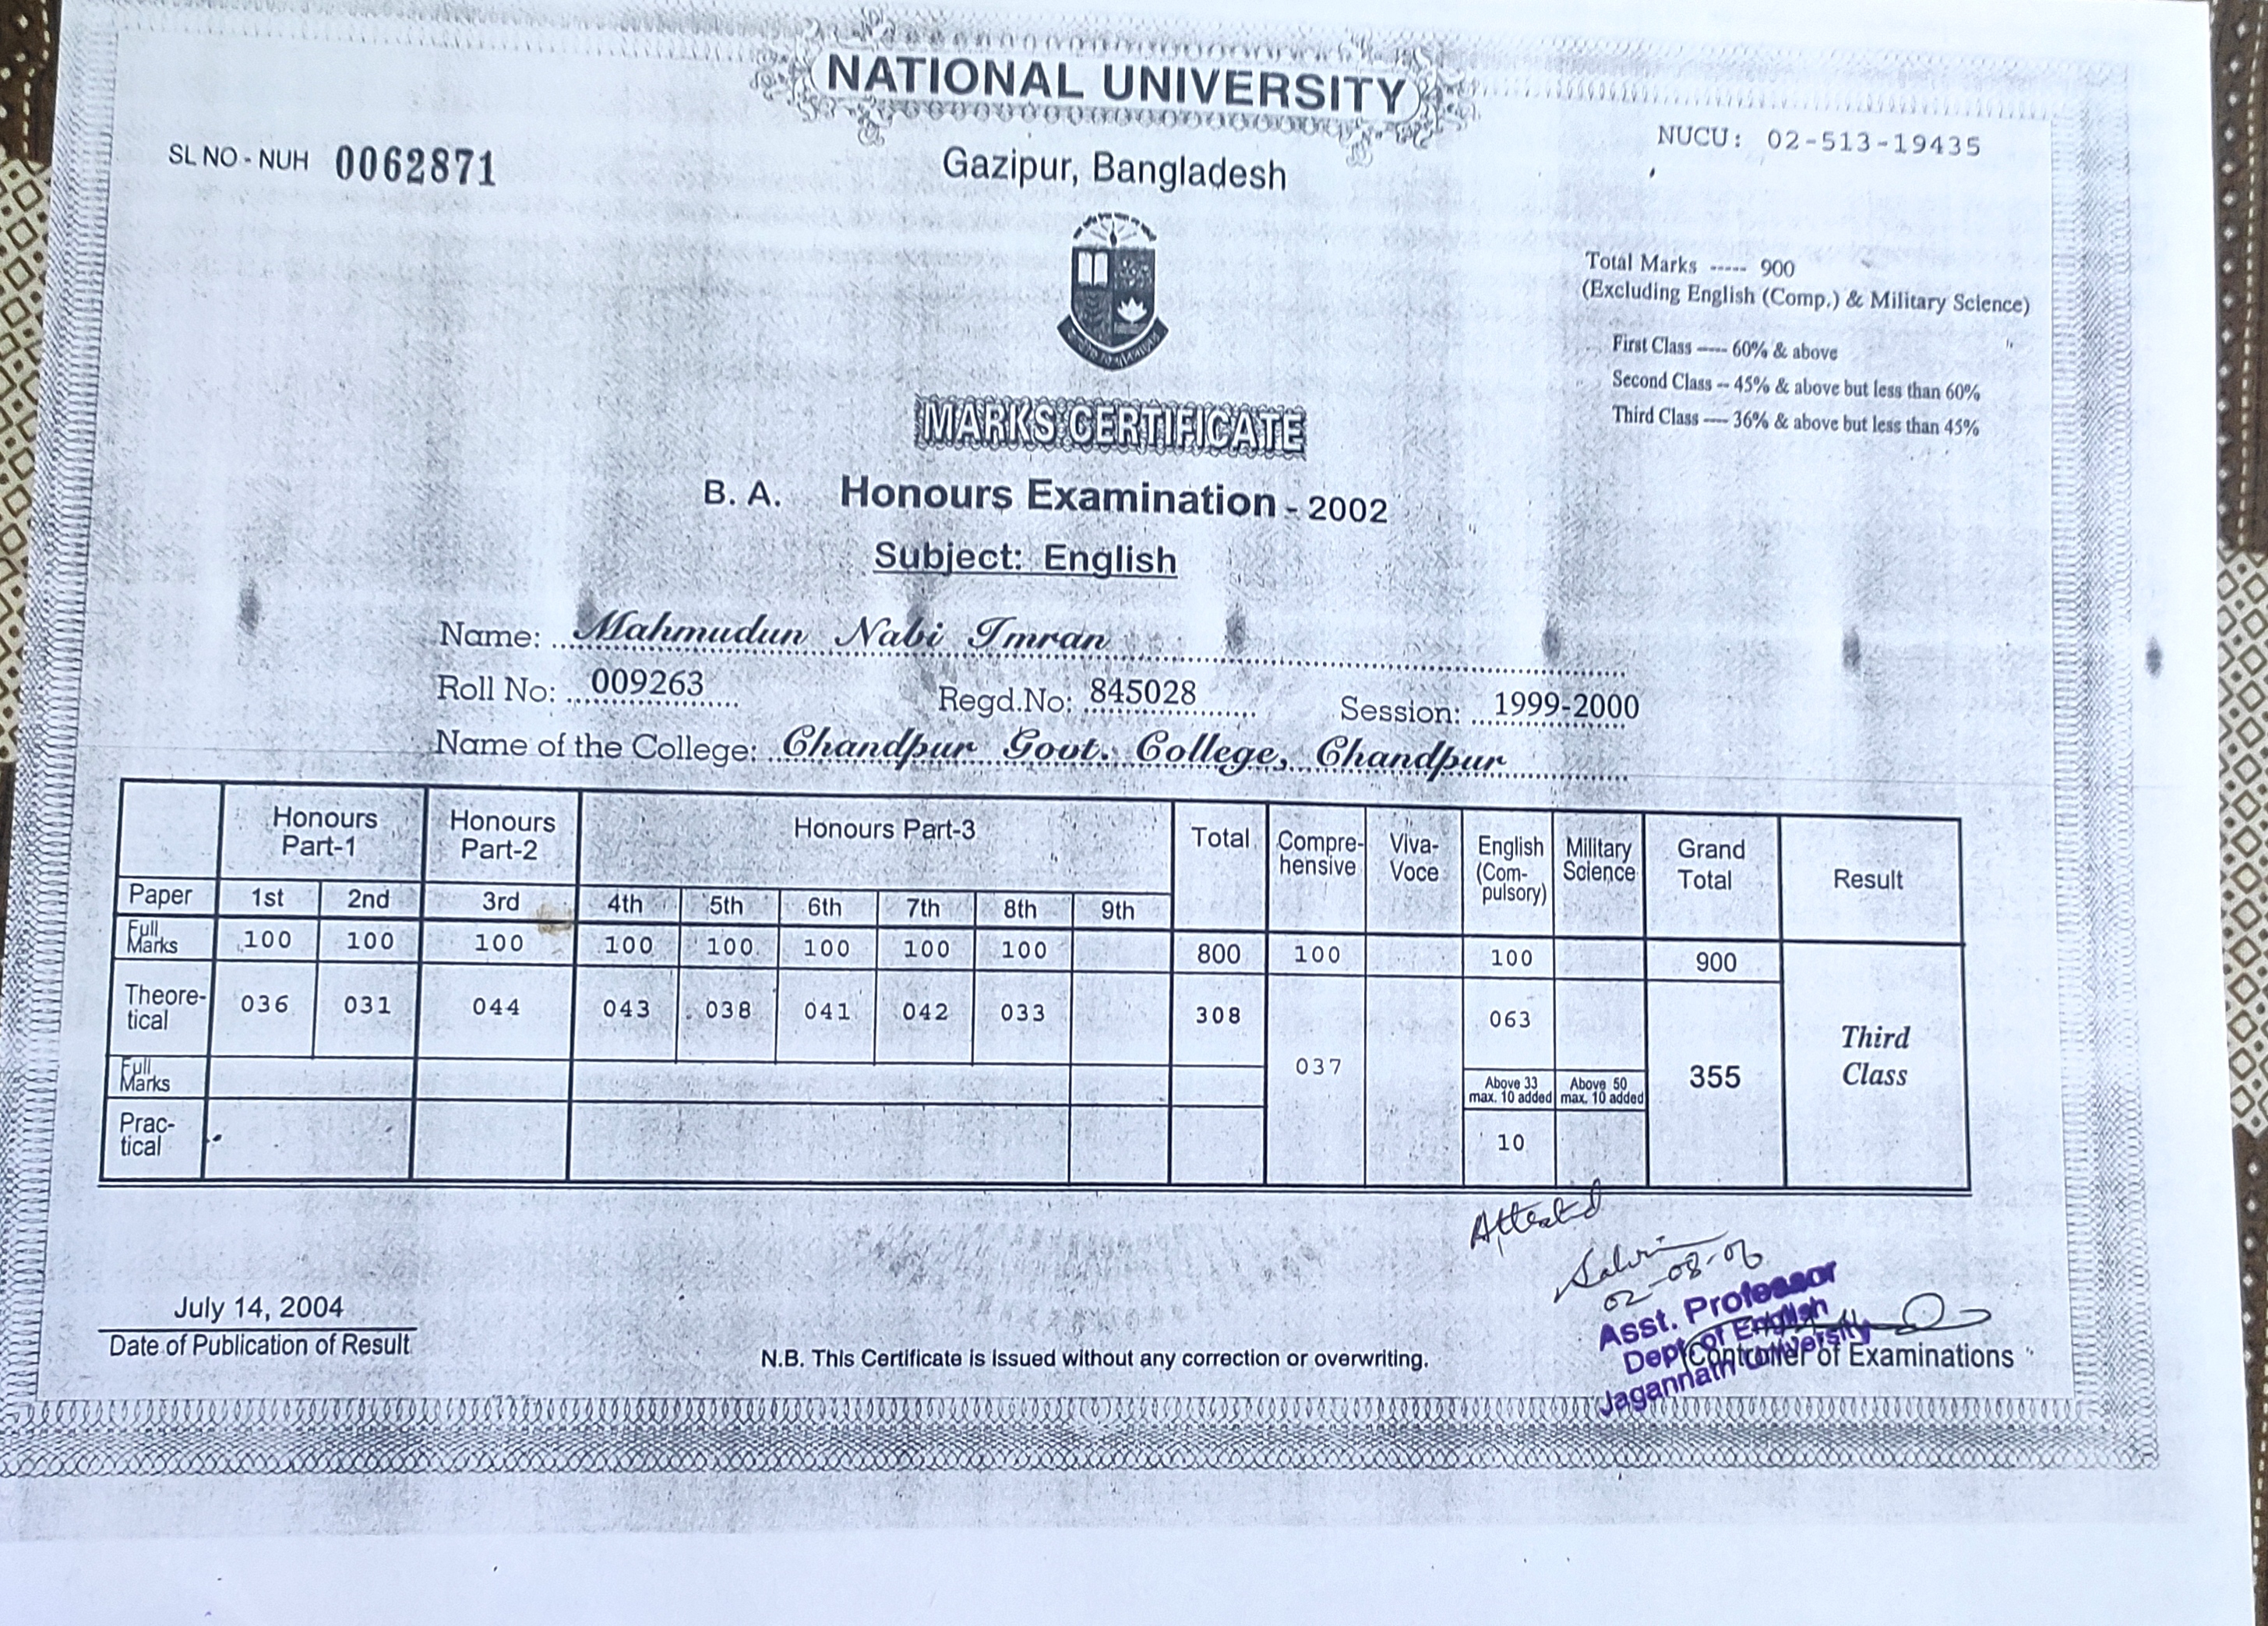 NATIONAL UNIVERSITY
SL NO - NUH 0062871
NUCU: 02-513-19435
Gazipur, Bangladesh
Total Marks ----- 900
(Excluding English (Comp.) & Military Science)
First Class ---- 60% & above
Second Class -- 45% & above but less than 60%
Third Class ---- 36% & above but less than 45%
MARKS CERTIFICATE
B. A. Honours Examination - 2002
Subject: English
Name: Mahmudun Nabi Imran
Roll No: 009263 Regd.No: 845028 Session: 1999-2000
Name of the College: Chandpur Govt. College, Chandpur
Honours Part-1 Honours Part-2 Honours Part-3 Total Compre-hensive Viva-Voce English (Com-pulsory) Military Science Grand Total Result
Paper 1st 2nd 3rd 4th 5th 6th 7th 8th 9th
Full Marks 100 100 100 100 100 100 100 100 800 100 100 900
Theore-tical 036 031 044 043 038 041 042 033 308 037 063 355 Third Class
Full Marks Above 33 max. 10 added Above 50 max. 10 added
Prac-tical 10
Attested
02-08-06
Asst. Professor
Dept of English
Jagannath University
July 14, 2004
Date of Publication of Result
N.B. This Certificate is Issued without any correction or overwriting.
Controller of Examinations